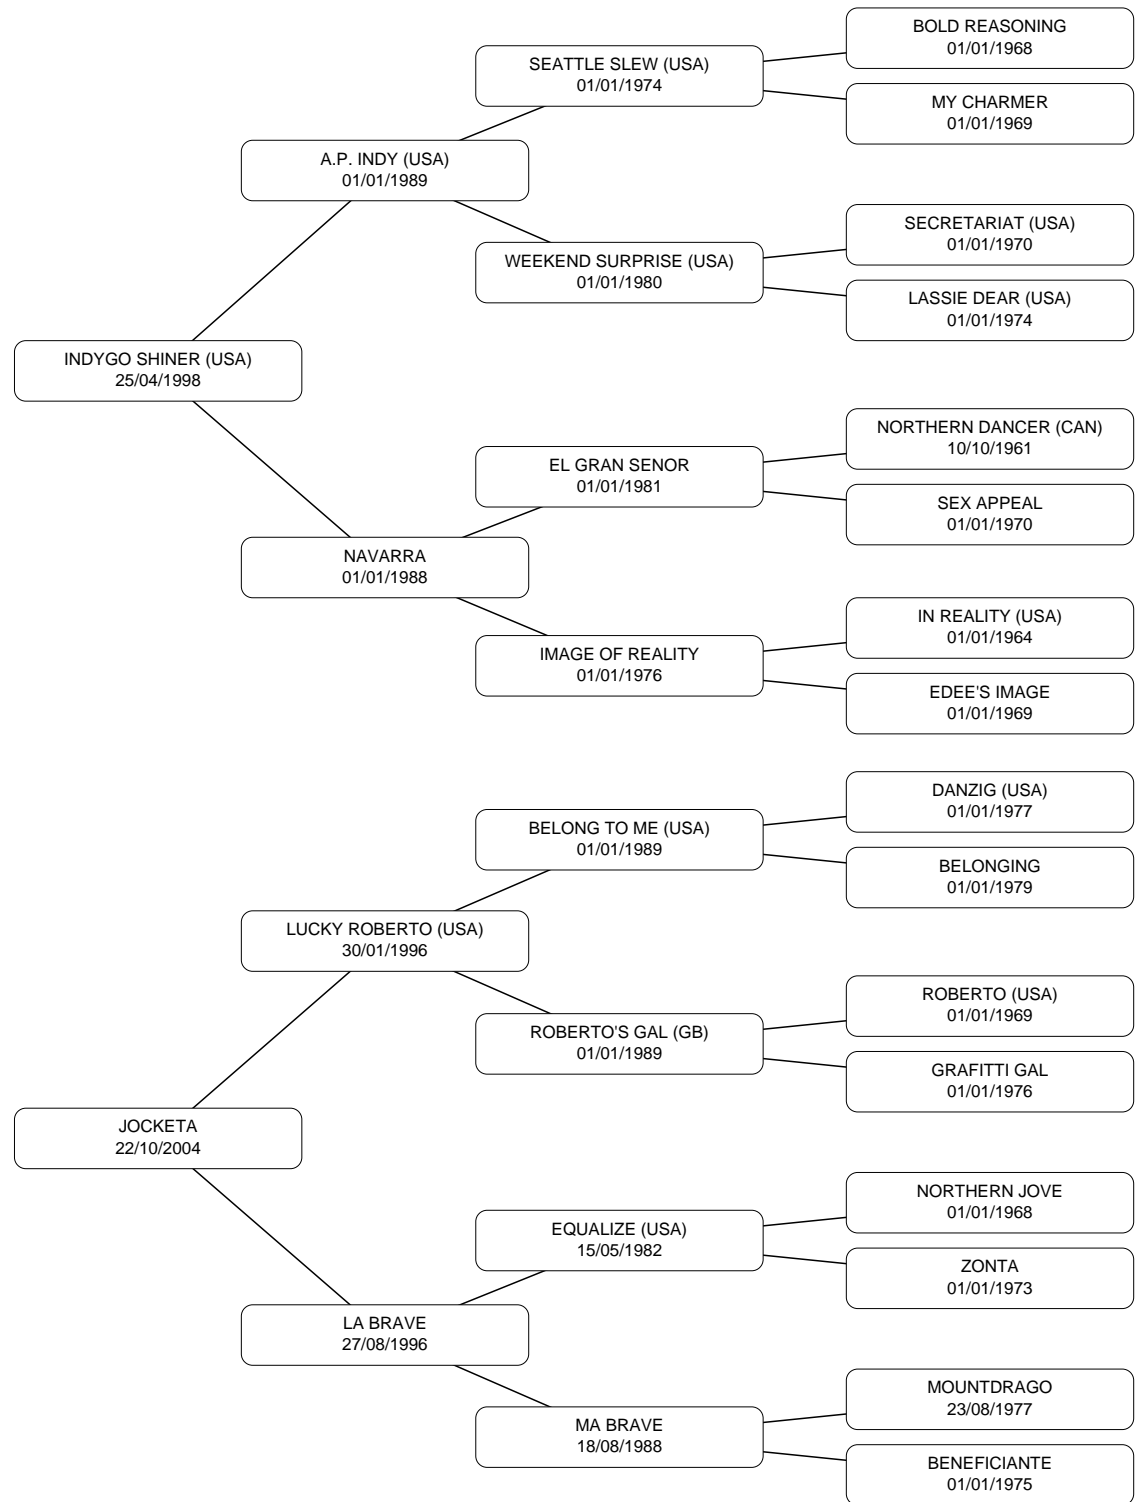 BOLD REASONING
01/01/1968
SEATTLE SLEW (USA)
01/01/1974
MY CHARMER
01/01/1969
A.P. INDY (USA)
01/01/1989
SECRETARIAT (USA)
01/01/1970
WEEKEND SURPRISE (USA)
01/01/1980
LASSIE DEAR (USA)
01/01/1974
INDYGO SHINER (USA)
25/04/1998
NORTHERN DANCER (CAN)
10/10/1961
EL GRAN SENOR
01/01/1981
SEX APPEAL
01/01/1970
NAVARRA
01/01/1988
IN REALITY (USA)
01/01/1964
IMAGE OF REALITY
01/01/1976
EDEE'S IMAGE
01/01/1969
DANZIG (USA)
01/01/1977
BELONG TO ME (USA)
01/01/1989
BELONGING
01/01/1979
LUCKY ROBERTO (USA)
30/01/1996
ROBERTO (USA)
01/01/1969
ROBERTO'S GAL (GB)
01/01/1989
GRAFITTI GAL
01/01/1976
JOCKETA
22/10/2004
NORTHERN JOVE
01/01/1968
EQUALIZE (USA)
15/05/1982
ZONTA
01/01/1973
LA BRAVE
27/08/1996
MOUNTDRAGO
23/08/1977
MA BRAVE
18/08/1988
BENEFICIANTE
01/01/1975